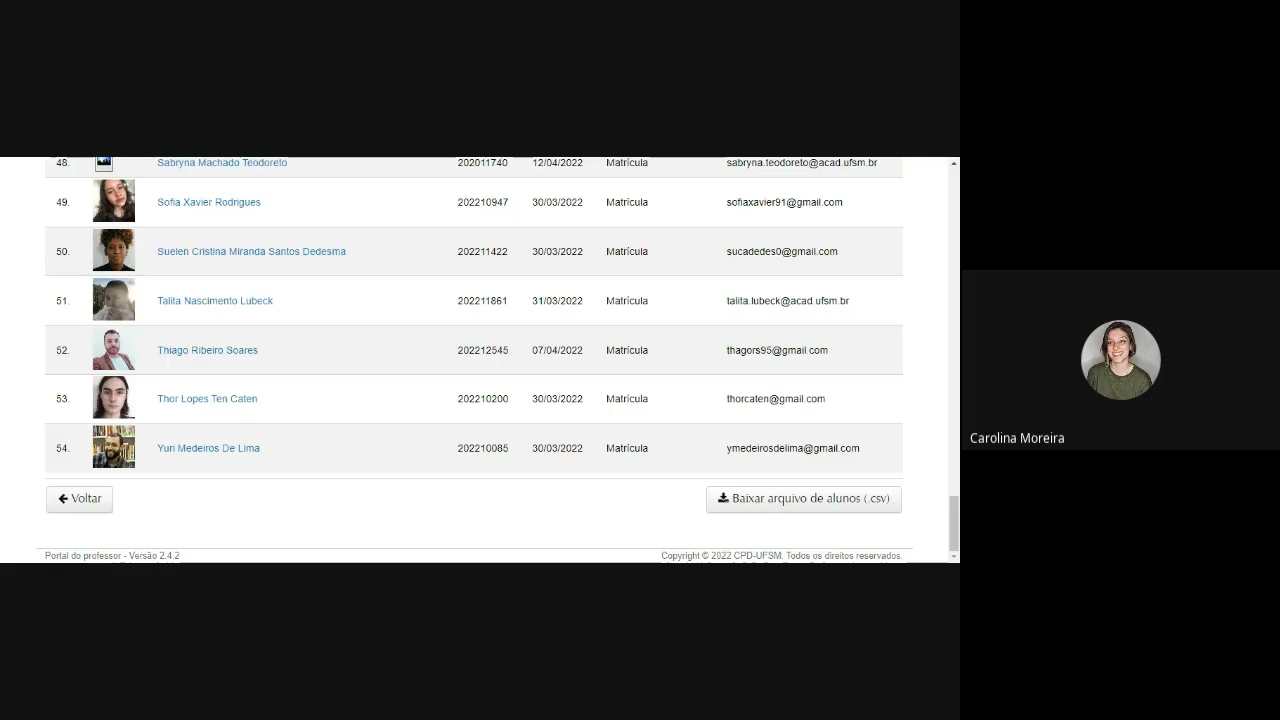 48. Sabryna Machado Teodoreto 202011740 12/04/2022 Matrícula sabryna.teodoreto@acad.ufsm.br
49. Sofia Xavier Rodrigues 202210947 30/03/2022 Matrícula sofiaxavier91@gmail.com
50. Suelen Cristina Miranda Santos Dedesma 202211422 30/03/2022 Matrícula sucadedes0@gmail.com
51. Talita Nascimento Lubeck 202211861 31/03/2022 Matrícula talita.lubeck@acad.ufsm.br
52. Thiago Ribeiro Soares 202212545 07/04/2022 Matrícula thagors95@gmail.com
53. Thor Lopes Ten Caten 202210200 30/03/2022 Matrícula thorcaten@gmail.com
Carolina Moreira
54. Yuri Medeiros De Lima 202210085 30/03/2022 Matrícula ymedeirosdelima@gmail.com
Voltar Baixar arquivo de alunos (.csv)
Portal do professor - Versão 2.4.2 Copyright © 2022 CPD-UFSM. Todos os direitos reservados.